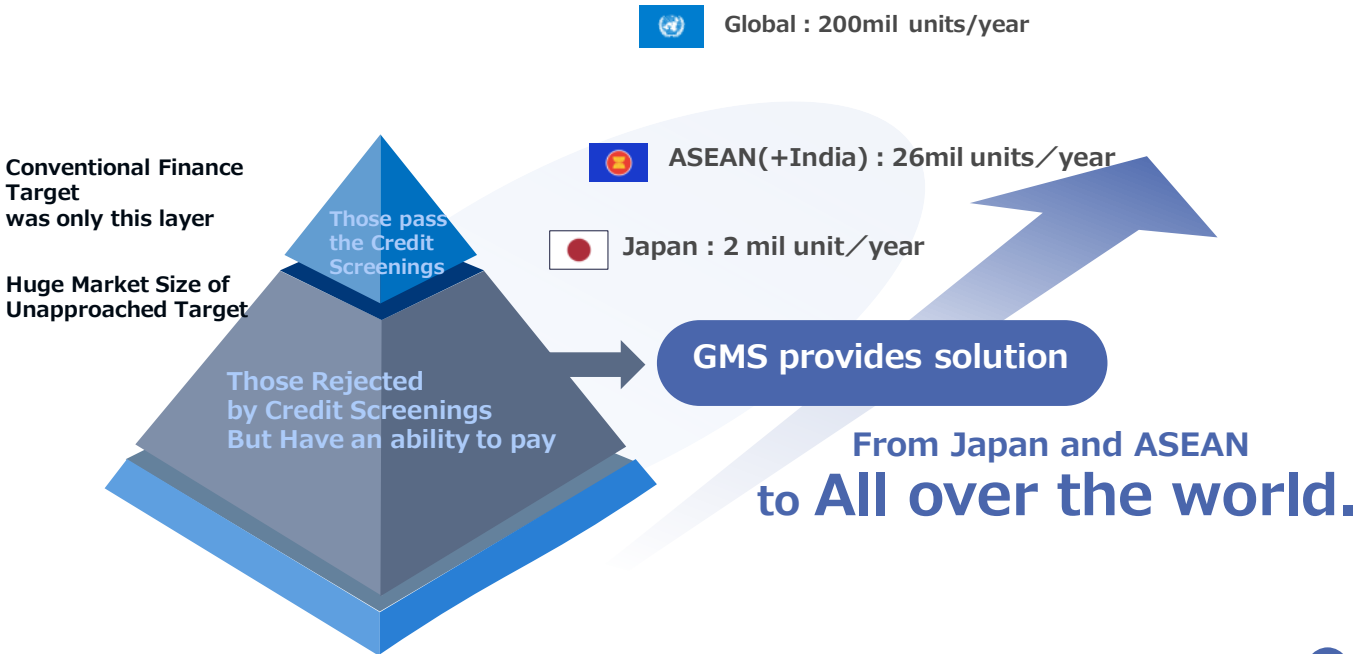 Global : 200mil units/year
ASEAN(+India) : 26mil units／year
Japan : 2 mil unit／year
Conventional Finance
Target
was only this layer
Huge Market Size of
Unapproached Target
Those pass
the Credit
Screenings
Those Rejected
by Credit Screenings
But Have an ability to pay
GMS provides solution
From Japan and ASEAN
to All over the world.